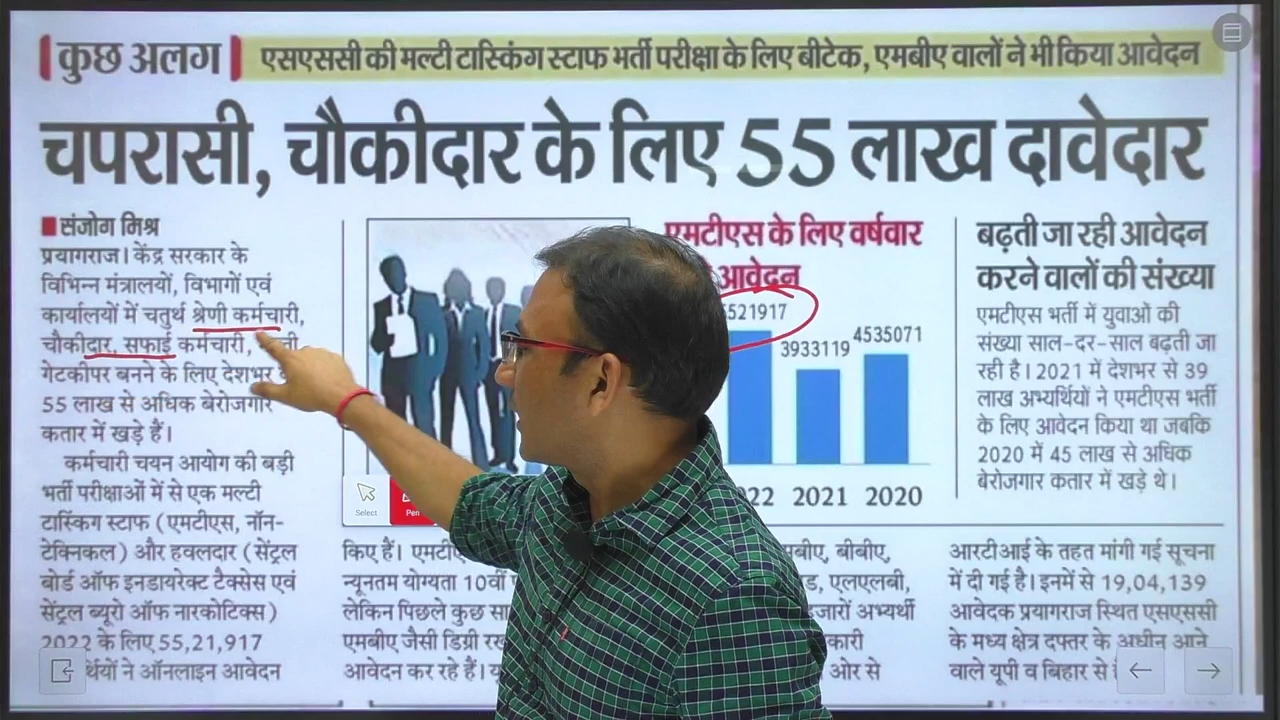 कुछ अलग
एसएससी की मल्टी टास्किंग स्टाफ भर्ती परीक्षा के लिए बीटेक, एमबीए वालों ने भी किया आवेदन
चपरासी, चौकीदार के लिए 55 लाख दावेदार
संजोग मिश्र
प्रयागराज। केंद्र सरकार के
विभिन्न मंत्रालयों, विभागों एवं
कार्यालयों में चतुर्थ श्रेणी कर्मचारी,
चौकीदार, सफाई कर्मचारी,
गेटकीपर बनने के लिए देशभर
55 लाख से अधिक बेरोजगार
कतार में खड़े हैं।
कर्मचारी चयन आयोग की बड़ी
भर्ती परीक्षाओं में से एक मल्टी
टास्किंग स्टाफ (एमटीएस, नॉन-
टेक्निकल) और हवलदार (सेंट्रल
बोर्ड ऑफ इनडायरेक्ट टैक्सेस एवं
सेंट्रल ब्यूरो ऑफ नारकोटिक्स)
2022 के लिए 55,21,917
र्थियों ने ऑनलाइन आवेदन
Select
Pen
किए हैं। एमटीए
न्यूनतम योग्यता 10वीं
लेकिन पिछले कुछ सा
एमबीए जैसी डिग्री रख
आवेदन कर रहे हैं।
एमटीएस के लिए वर्षवार
आवेदन
5521917
3933119
4535071
22
2021
2020
बीबीए,
एलएलबी,
हजारों अभ्यर्थी
कारी
ओर से
बढ़ती जा रही आवेदन
करने वालों की संख्या
एमटीएस भर्ती में युवाओं की
संख्या साल-दर-साल बढ़ती जा
रही है। 2021 में देशभर से 39
लाख अभ्यर्थियों ने एमटीएस भर्ती
के लिए आवेदन किया था जबकि
2020 में 45 लाख से अधिक
बेरोजगार कतार में खड़े थे।
आरटीआई के तहत मांगी गई सूचना
में दी गई है। इनमें से 19,04,139
आवेदक प्रयागराज स्थित एसएससी
के मध्य क्षेत्र दफ्तर के अधीन आने
वाले यूपी व बिहार से